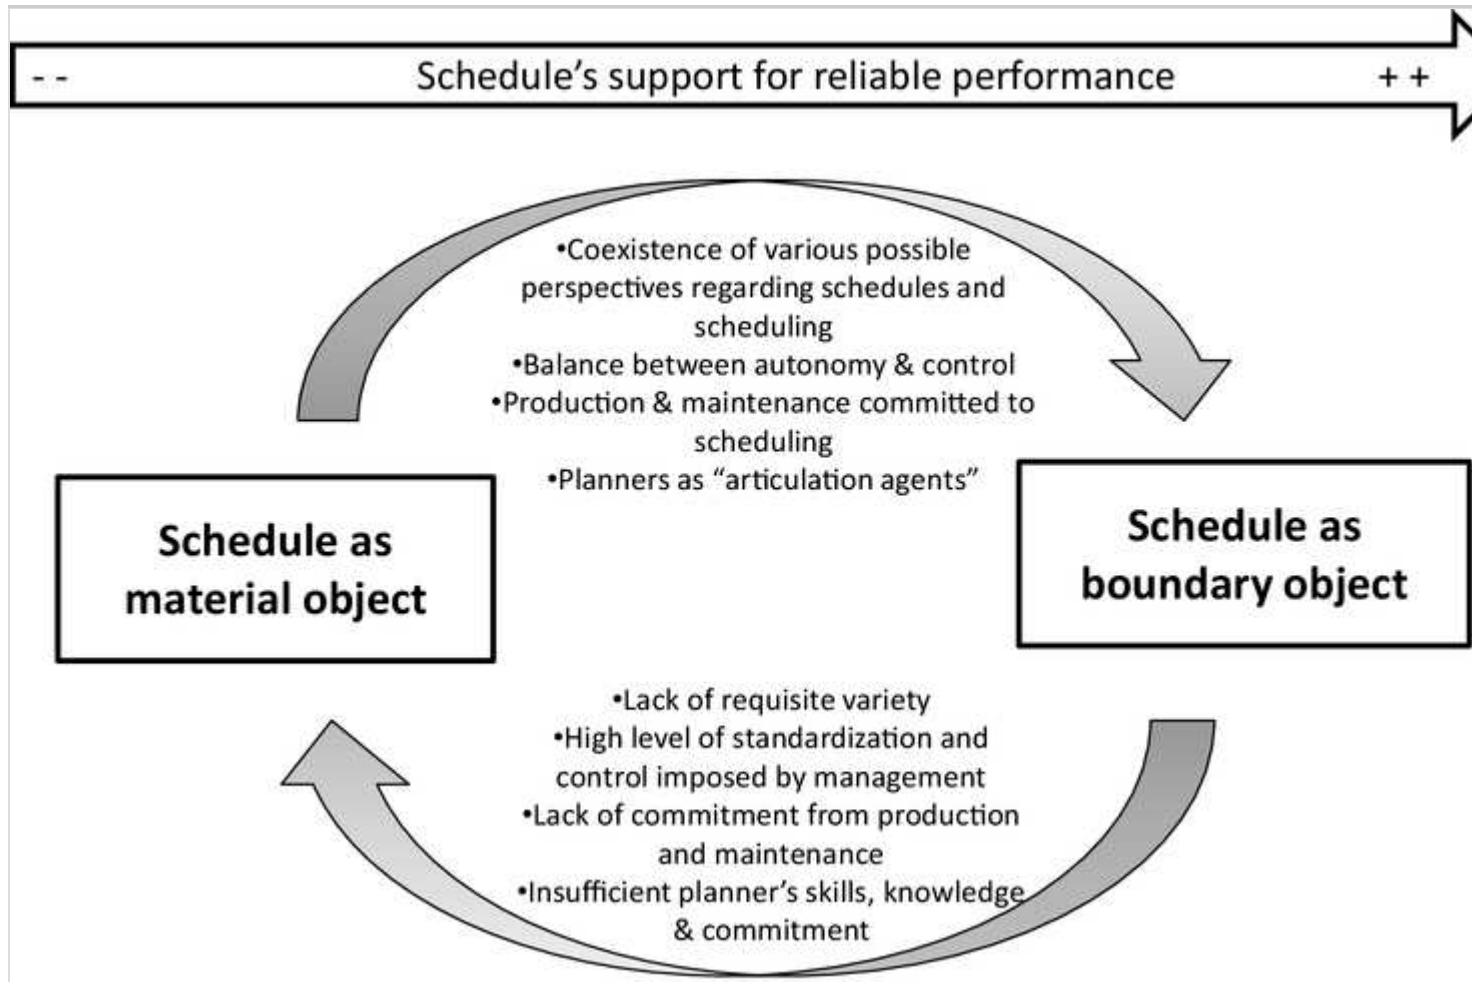 - - Schedule’s support for reliable performance + +
•Coexistence of various possible
perspectives regarding schedules and
scheduling
•Balance between autonomy & control
•Production & maintenance committed to
scheduling
•Planners as “articulation agents”
Schedule as
material object
Schedule as
boundary object
•Lack of requisite variety
•High level of standardization and
control imposed by management
•Lack of commitment from production
and maintenance
•Insufficient planner’s skills, knowledge
& commitment